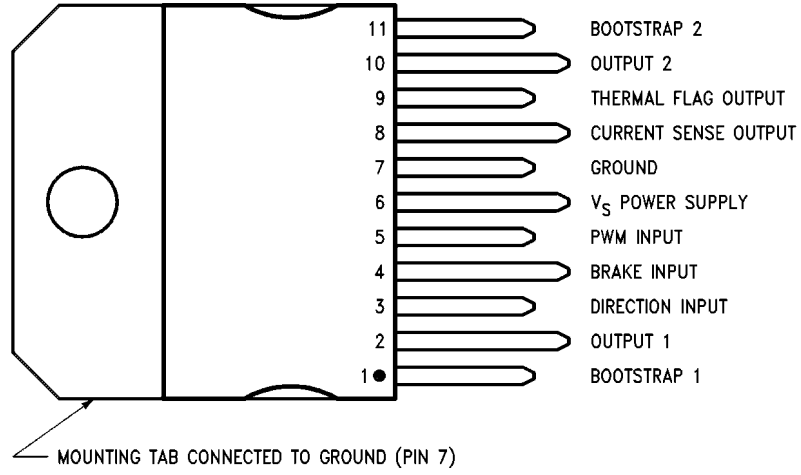 11 BOOTSTRAP 2
10 OUTPUT 2
9 THERMAL FLAG OUTPUT
8 CURRENT SENSE OUTPUT
7 GROUND
6 VS POWER SUPPLY
5 PWM INPUT
4 BRAKE INPUT
3 DIRECTION INPUT
2 OUTPUT 1
1 BOOTSTRAP 1
MOUNTING TAB CONNECTED TO GROUND (PIN 7)